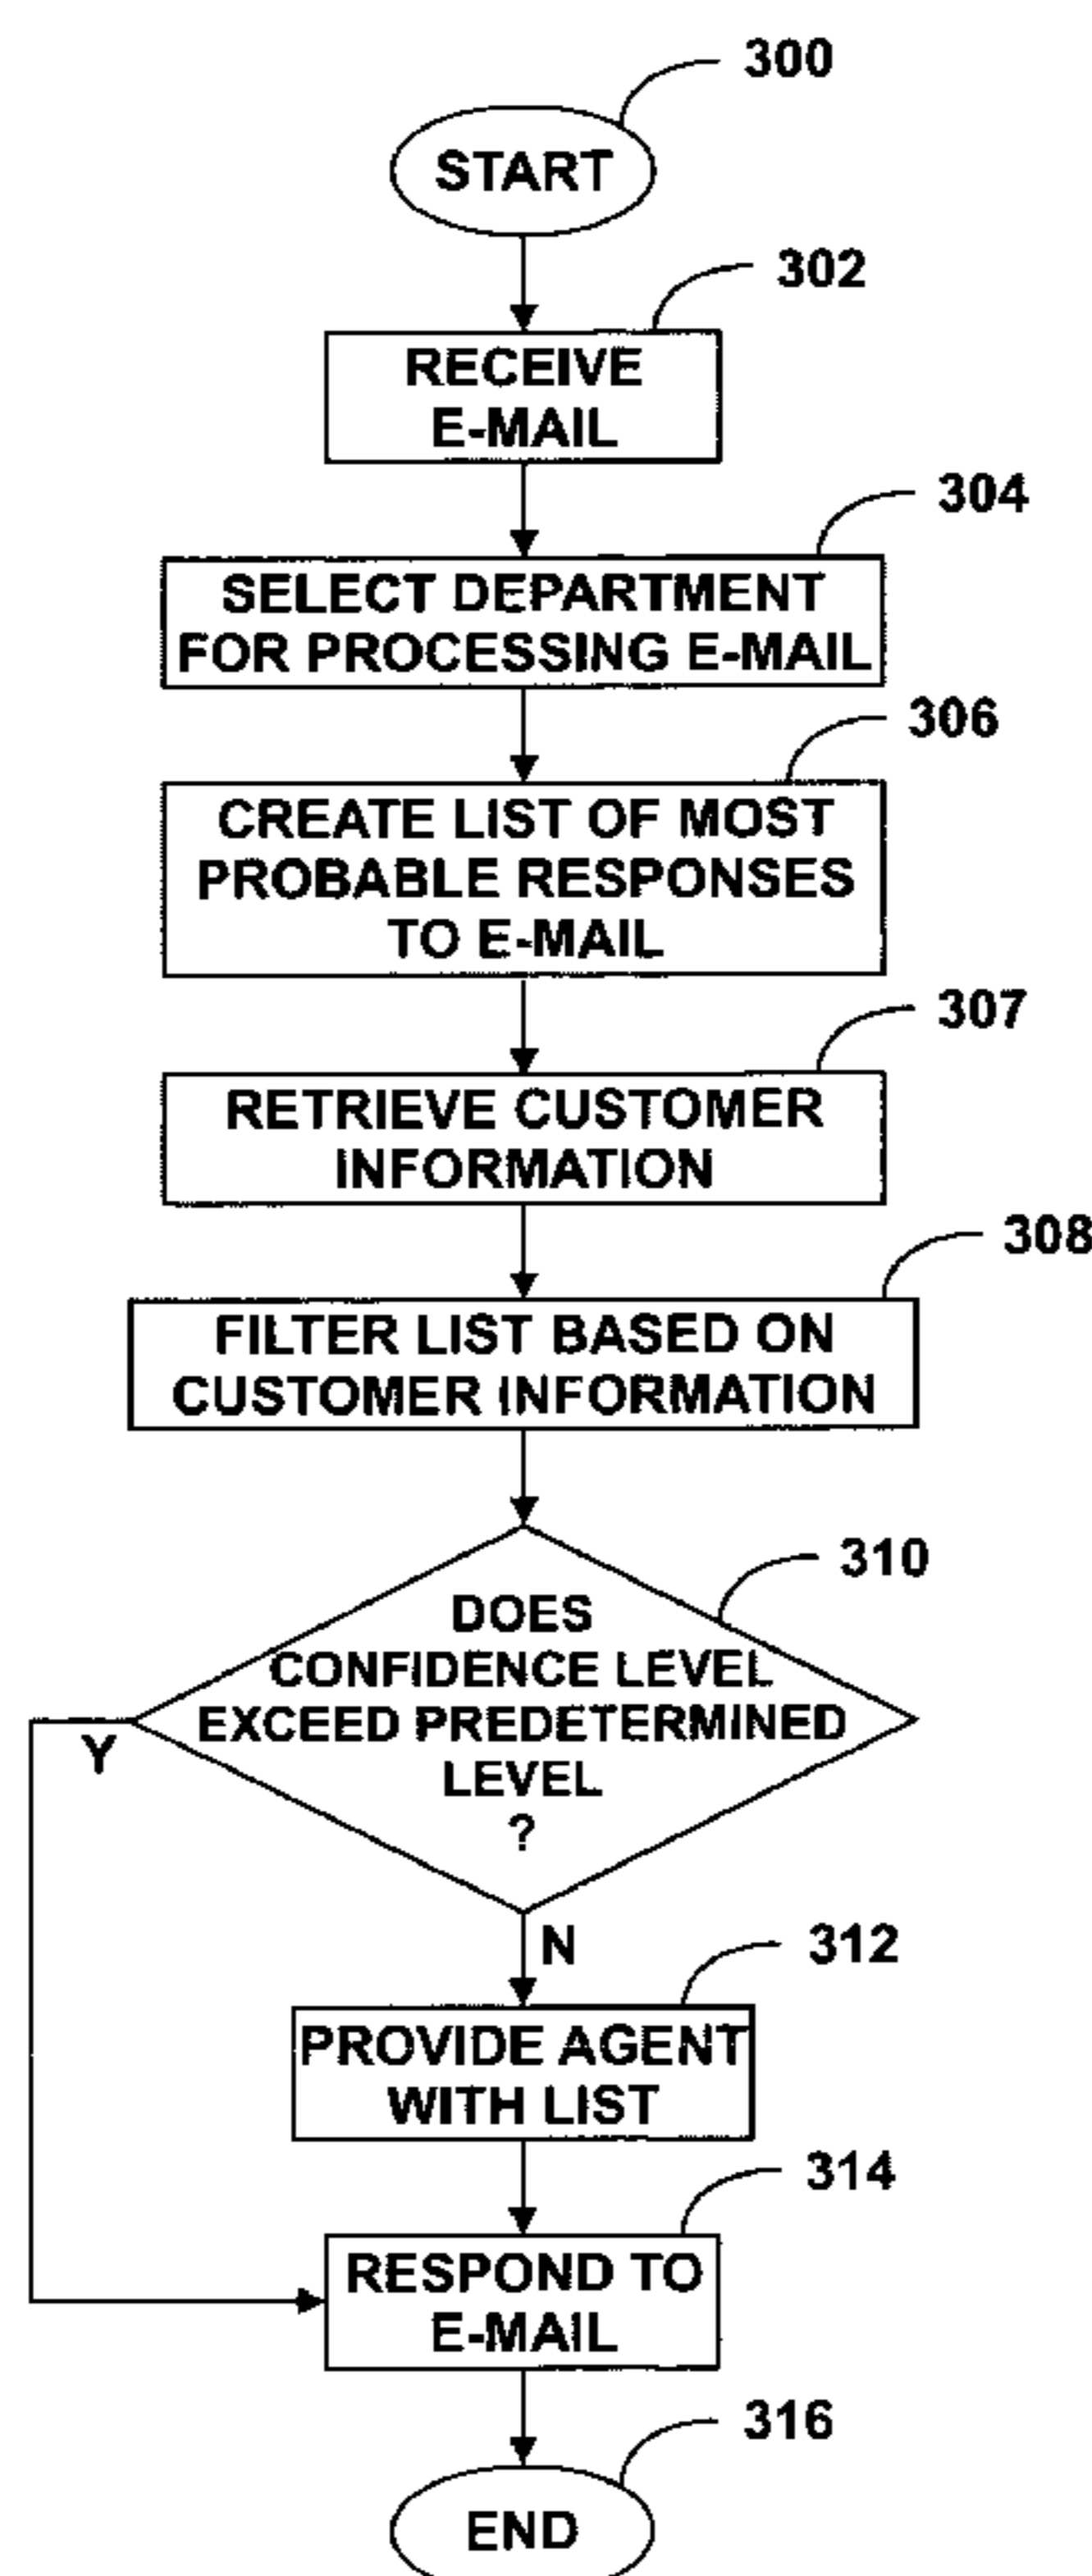 300
START
302
RECEIVE
E-MAIL
304
SELECT DEPARTMENT
FOR PROCESSING E-MAIL
306
CREATE LIST OF MOST
PROBABLE RESPONSES
TO E-MAIL
307
RETRIEVE CUSTOMER
INFORMATION
308
FILTER LIST BASED ON
CUSTOMER INFORMATION
310
DOES
CONFIDENCE LEVEL
EXCEED PREDETERMINED
LEVEL
?
Y
N
312
PROVIDE AGENT
WITH LIST
314
RESPOND TO
E-MAIL
316
END